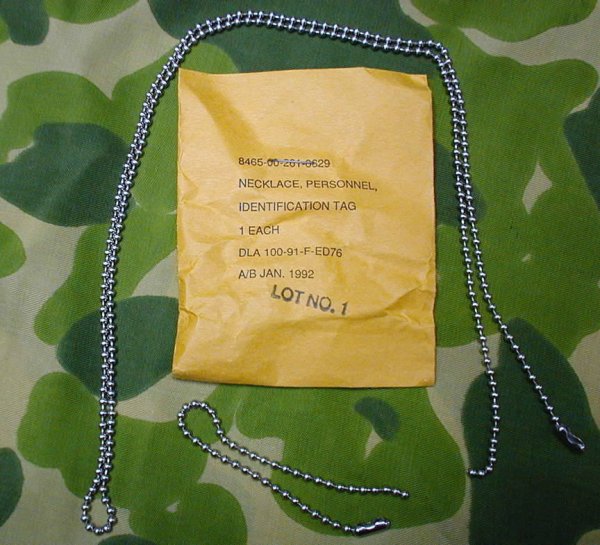 8465-00-261-6629
NECKLACE, PERSONNEL,
IDENTIFICATION TAG
1 EACH
DLA 100-91-F-ED76
A/B JAN. 1992
LOT NO. 1